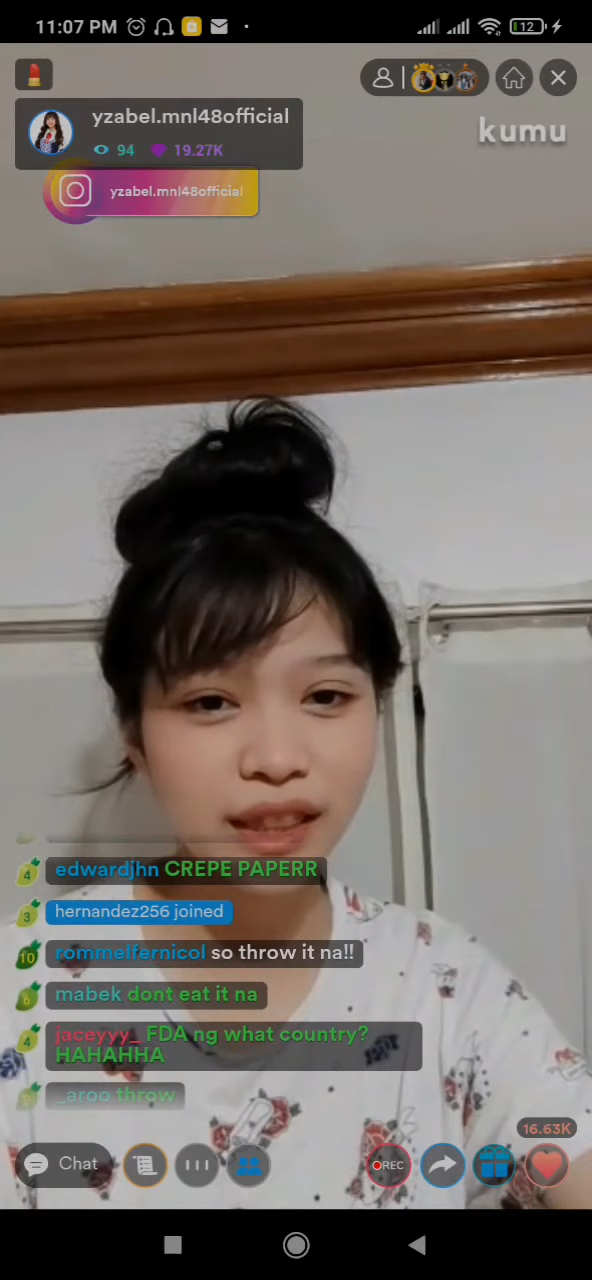 11:07 PM
12
yzabel.mnl48official
94 19.27K
kumu
yzabel.mnl48official
4 edwardjhn CREPE PAPERR
3 hernandez256 joined
10 rommelfernicol so throw it na!!
mabek dont eat it na
4 jaceyyy_ FDA ng what country?
HAHAHHA
_aroo throw
16.63K
Chat
REC